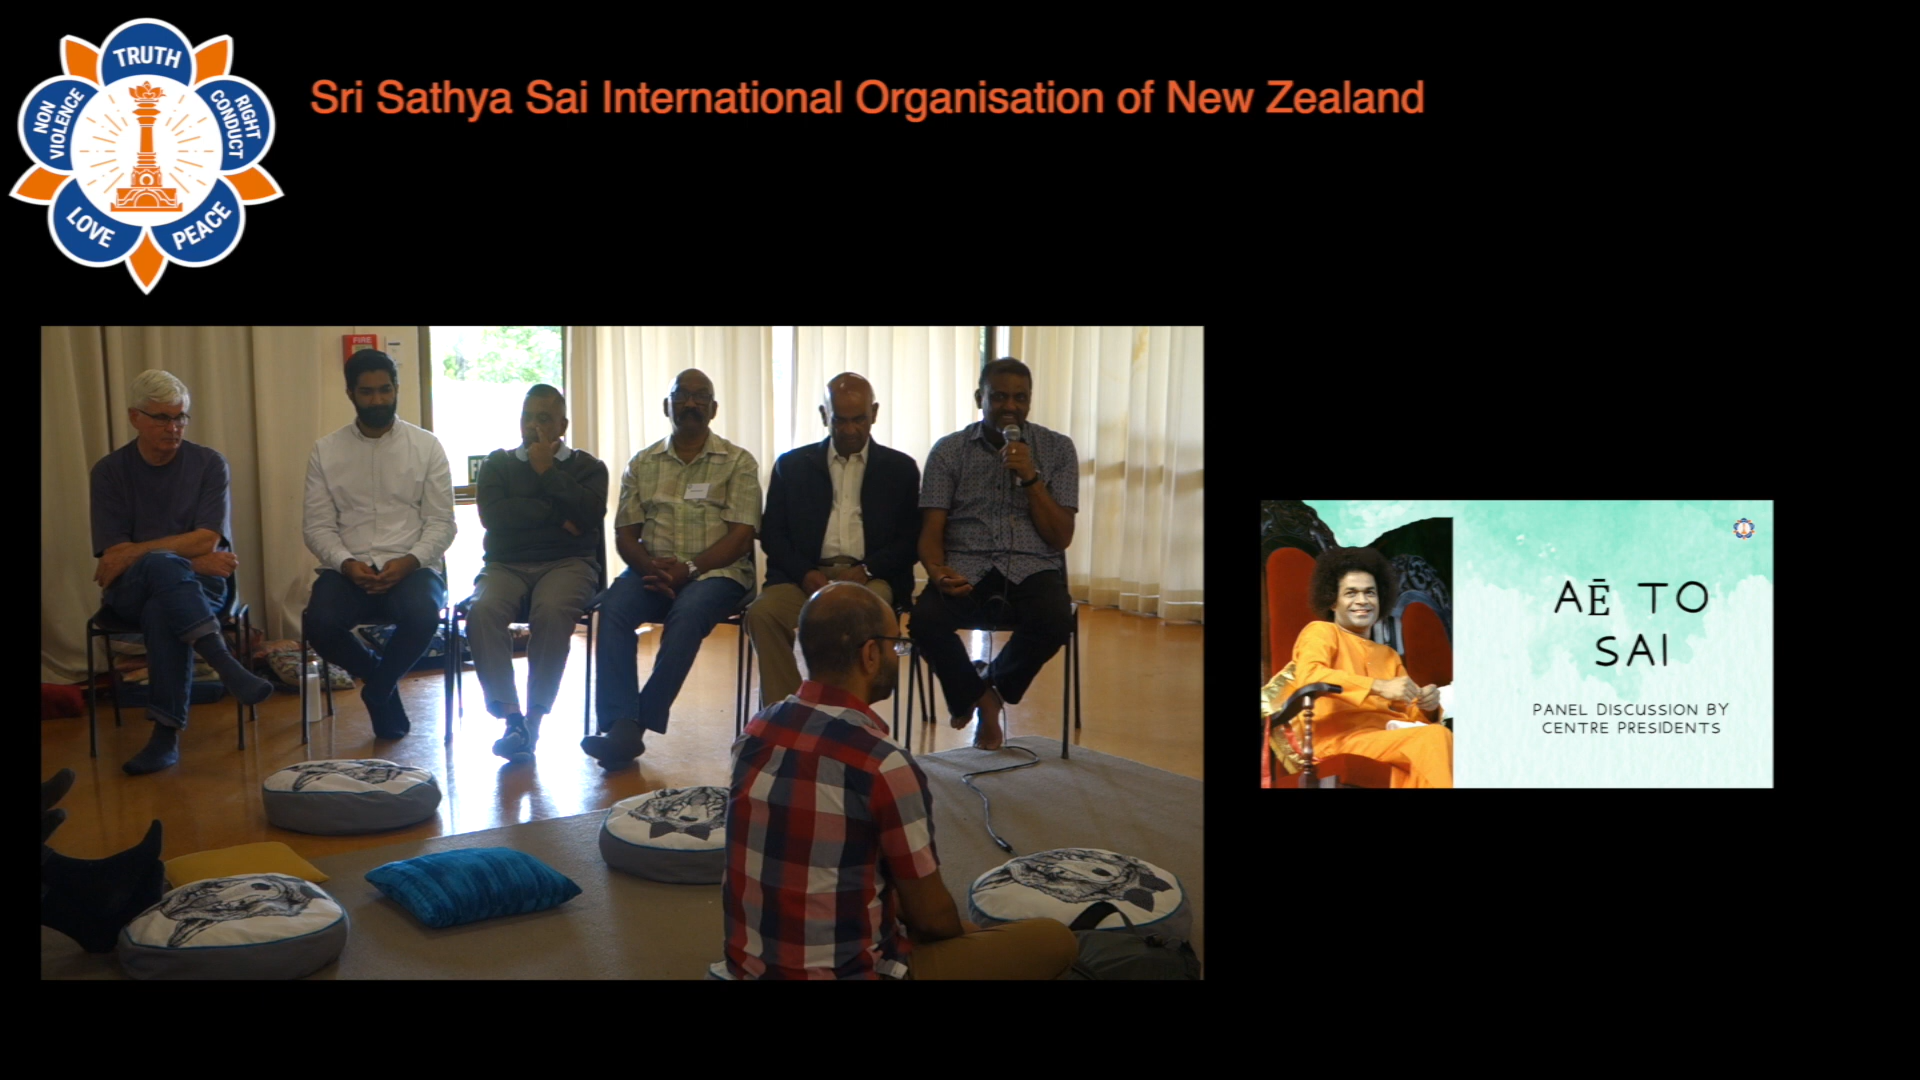 TRUTH
NON
VIOLENCE
RIGHT
CONDUCT
LOVE
PEACE
Sri Sathya Sai International Organisation of New Zealand
FIRE
AĒ TO
SAI
PANEL DISCUSSION BY
CENTRE PRESIDENTS